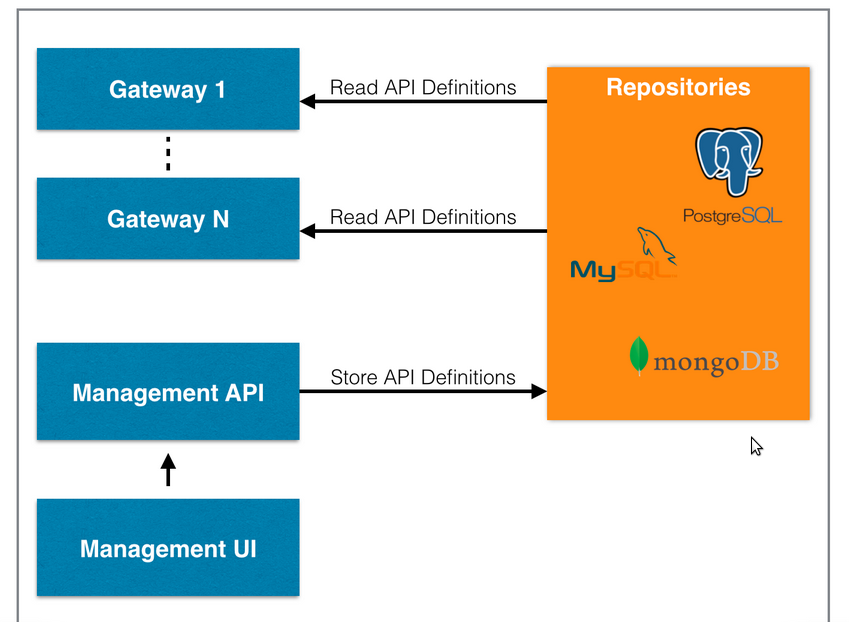 Gateway 1
Read API Definitions
Repositories
PostgreSQL
Gateway N
Read API Definitions
MySQL
mongoDB
Management API
Store API Definitions
Management UI